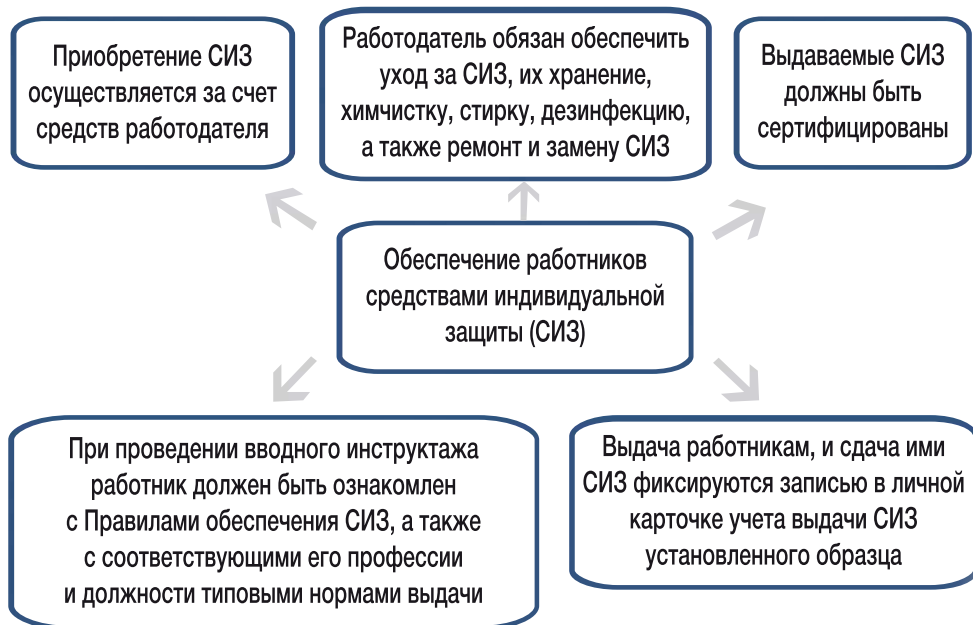 Приобретение СИЗ
осуществляется за счет
средств работодателя
Работодатель обязан обеспечить
уход за СИЗ, их хранение,
химчистку, стирку, дезинфекцию,
а также ремонт и замену СИЗ
Выдаваемые СИЗ
должны быть
сертифицированы
Обеспечение работников
средствами индивидуальной
защиты (СИЗ)
При проведении вводного инструктажа
работник должен быть ознакомлен
с Правилами обеспечения СИЗ, а также
с соответствующими его профессии
и должности типовыми нормами выдачи
Выдача работникам, и сдача ими
СИЗ фиксируются записью в личной
карточке учета выдачи СИЗ
установленного образца